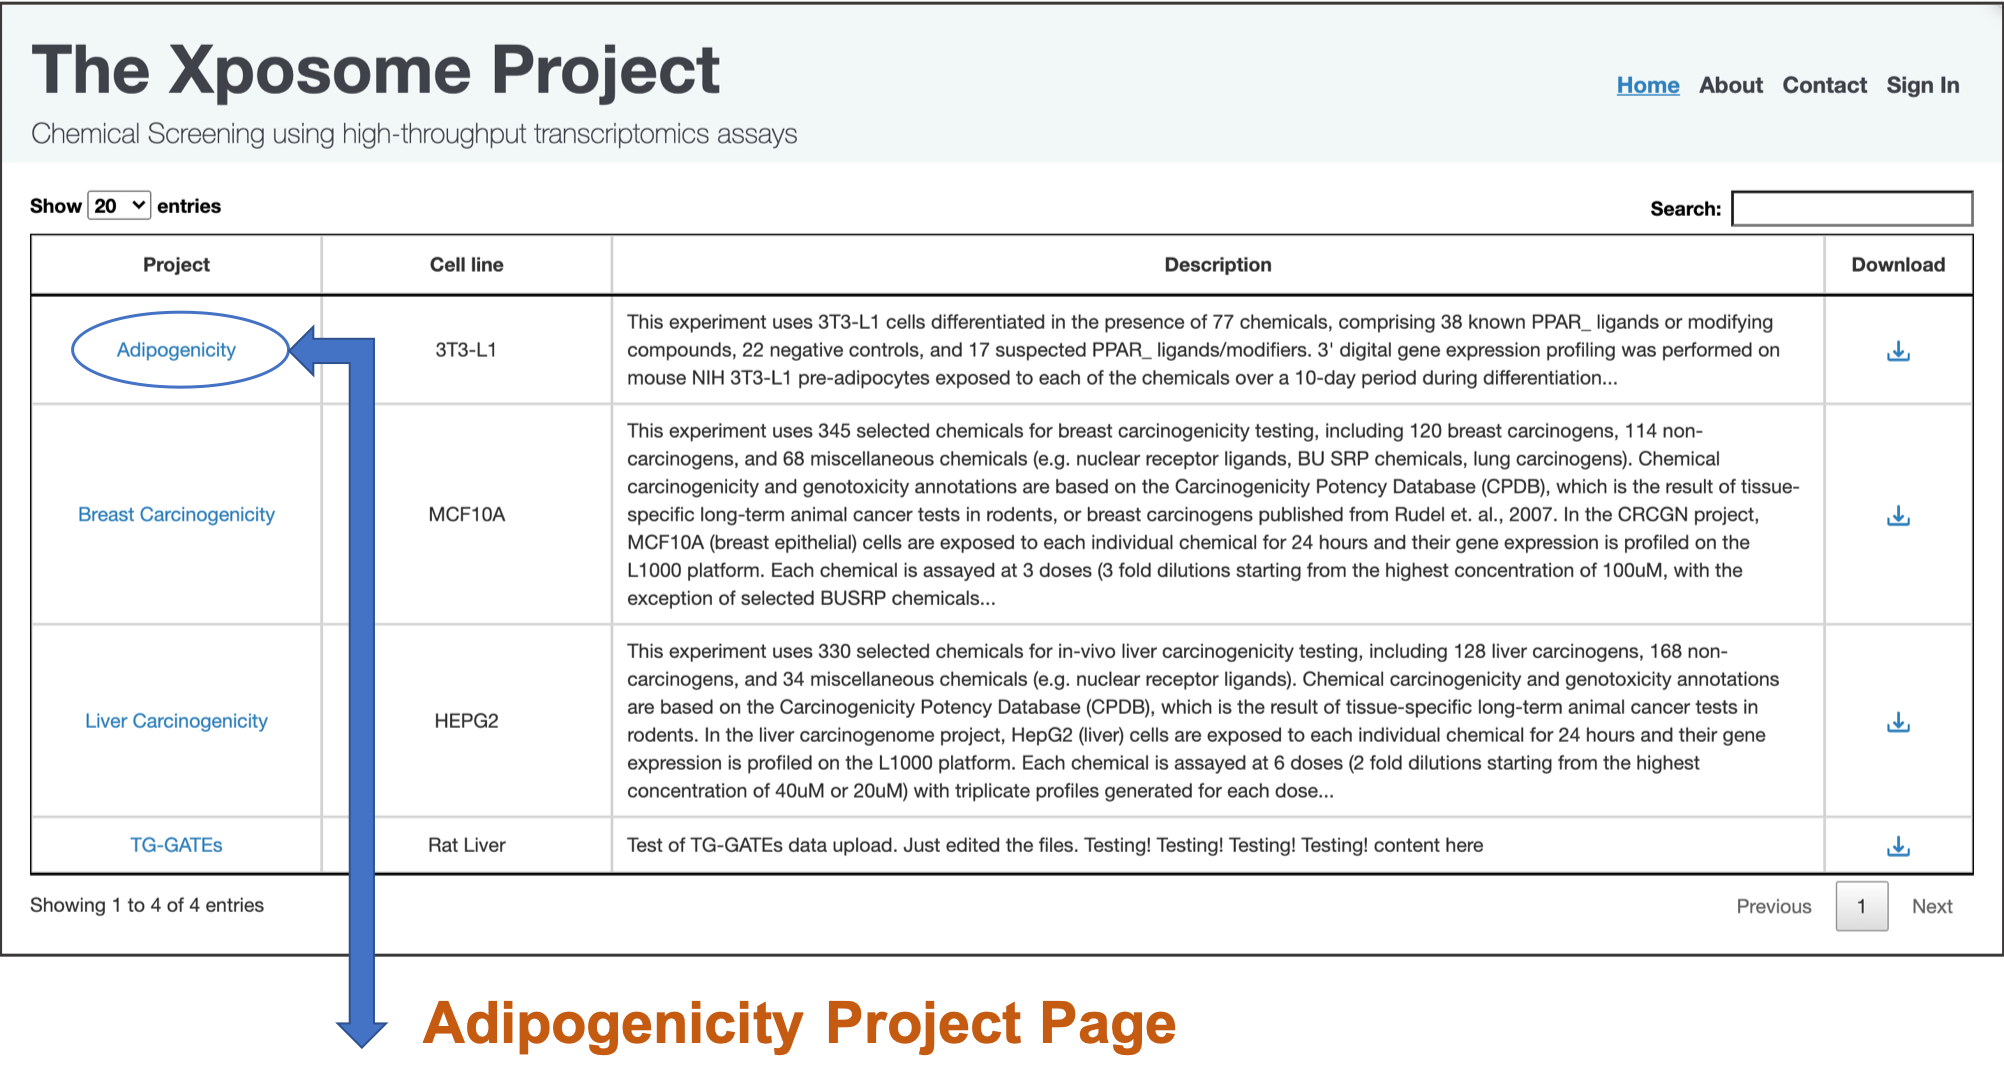 The Xposome Project
Home About Contact Sign In
Chemical Screening using high-throughput transcriptomics assays
Show 20 entries
Search:
Project Cell line Description Download
Adipogenicity
3T3-L1
This experiment uses 3T3-L1 cells differentiated in the presence of 77 chemicals, comprising 38 known PPAR_ ligands or modifying
compounds, 22 negative controls, and 17 suspected PPAR_ ligands/modifiers. 3' digital gene expression profiling was performed on
mouse NIH 3T3-L1 pre-adipocytes exposed to each of the chemicals over a 10-day period during differentiation...
Breast Carcinogenicity
MCF10A
This experiment uses 345 selected chemicals for breast carcinogenicity testing, including 120 breast carcinogens, 114 non-
carcinogens, and 68 miscellaneous chemicals (e.g. nuclear receptor ligands, BU SRP chemicals, lung carcinogens). Chemical
carcinogenicity and genotoxicity annotations are based on the Carcinogenicity Potency Database (CPDB), which is the result of tissue-
specific long-term animal cancer tests in rodents, or breast carcinogens published from Rudel et. al., 2007. In the CRCGN project,
MCF10A (breast epithelial) cells are exposed to each individual chemical for 24 hours and their gene expression is profiled on the
L1000 platform. Each chemical is assayed at 3 doses (3 fold dilutions starting from the highest concentration of 100uM, with the
exception of selected BUSRP chemicals...
Liver Carcinogenicity
HEPG2
This experiment uses 330 selected chemicals for in-vivo liver carcinogenicity testing, including 128 liver carcinogens, 168 non-
carcinogens, and 34 miscellaneous chemicals (e.g. nuclear receptor ligands). Chemical carcinogenicity and genotoxicity annotations
are based on the Carcinogenicity Potency Database (CPDB), which is the result of tissue-specific long-term animal cancer tests in
rodents. In the liver carcinogenome project, HepG2 (liver) cells are exposed to each individual chemical for 24 hours and their gene
expression is profiled on the L1000 platform. Each chemical is assayed at 6 doses (2 fold dilutions starting from the highest
concentration of 40uM or 20uM) with triplicate profiles generated for each dose...
TG-GATEs
Rat Liver
Test of TG-GATEs data upload. Just edited the files. Testing! Testing! Testing! Testing! content here
Showing 1 to 4 of 4 entries
Previous 1 Next
Adipogenicity Project Page